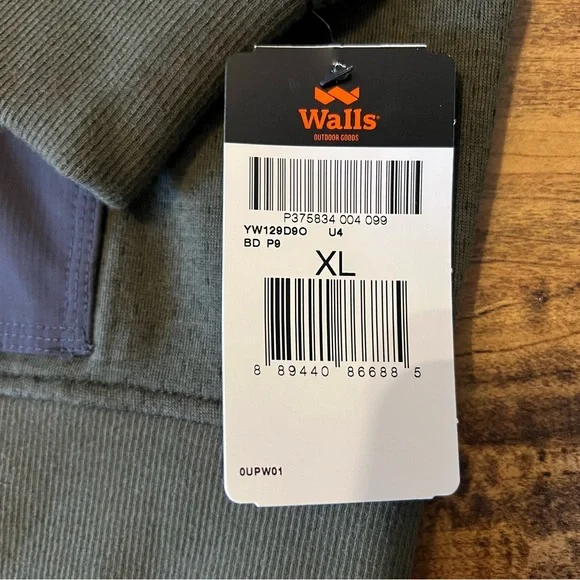 Walls
OUTDOOR GOODS
P375834 004 099
YW129D9O U4
BD P9
XL
8 89440 86688 5
0UPW01